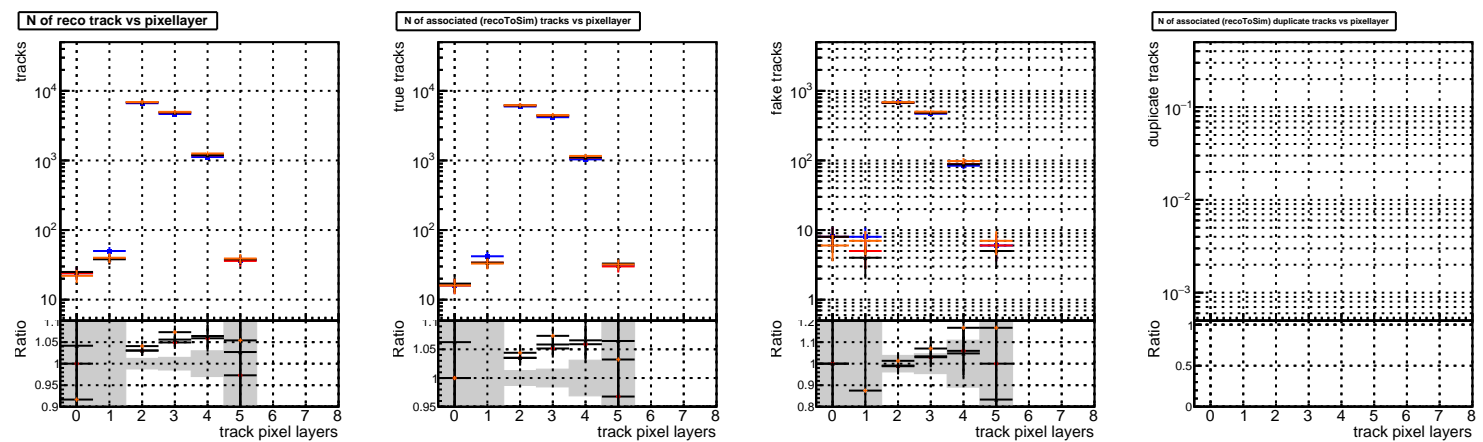 N of reco track vs pixellayer
tracks
10^4
10^3
10^2
10
Ratio
1.1
1.05
1
0.95
0.9
0 1 2 3 4 5 6 7 8
track pixel layers
N of associated (recoToSim) tracks vs pixellayer
true tracks
10^4
10^3
10^2
10
Ratio
1.1
1.05
1
0.95
0 1 2 3 4 5 6 7 8
track pixel layers
fake tracks
10^3
10^2
10
1
Ratio
1.2
1.1
1
0.9
0.8
0 1 2 3 4 5 6 7 8
track pixel layers
N of associated (recoToSim) duplicate tracks vs pixellayer
duplicate tracks
10^−1
10^−2
10^−3
Ratio
1
0.5
0
0 1 2 3 4 5 6 7 8
track pixel layers